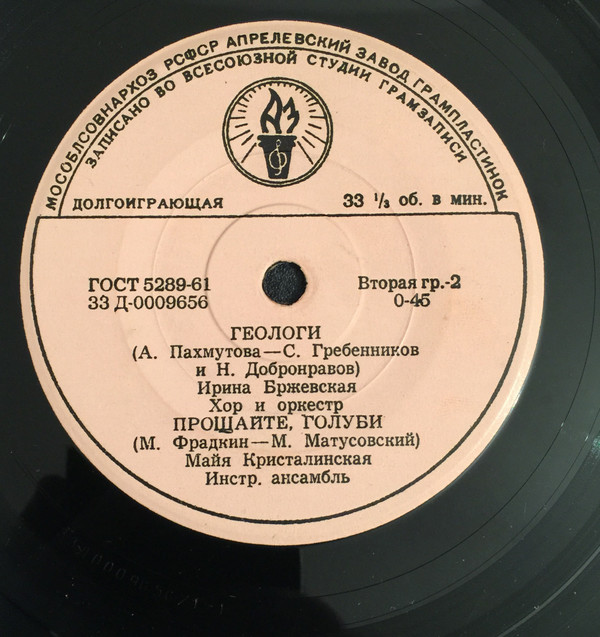 МОСОБЛСОВНАРХОЗ РСФСР АПРЕЛЕВСКИЙ ЗАВОД ГРАМПЛАСТИНОК
ЗАПИСАНО ВО ВСЕСОЮЗНОЙ СТУДИИ ГРАМЗАПИСИ
АЗ
ДОЛГОИГРАЮЩАЯ 33 ⅓ об. в мин.
ГОСТ 5289-61 Вторая гр.-2
33 Д-0009656 0-45
ГЕОЛОГИ
(А. Пахмутова—С. Гребенников
и Н. Добронравов)
Ирина Бржевская
Хор и оркестр
ПРОЩАЙТЕ, ГОЛУБИ
(М. Фрадкин—М. Матусовский)
Майя Кристалинская
Инстр. ансамбль